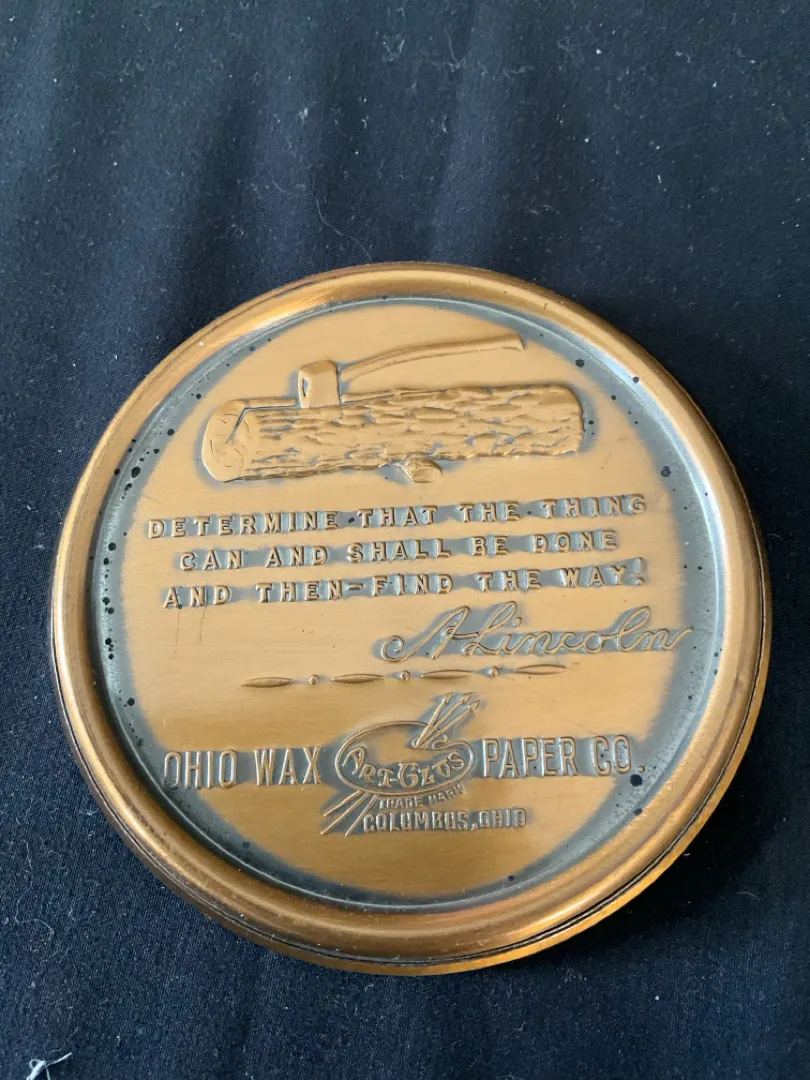 DETERMINE THAT THE THING
CAN AND SHALL BE DONE
AND THEN-FIND THE WAY!
A Lincoln
OHIO WAX ART-GLOS PAPER CO.
TRADE MARK
COLUMBUS, OHIO